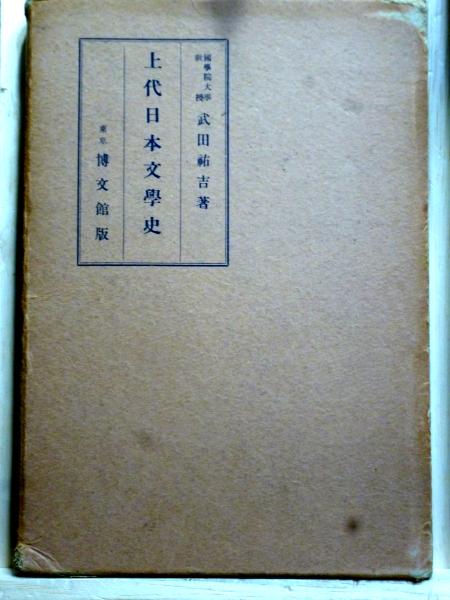 國學院大學教授 武田祐吉著
上代日本文學史
東京 博文館版